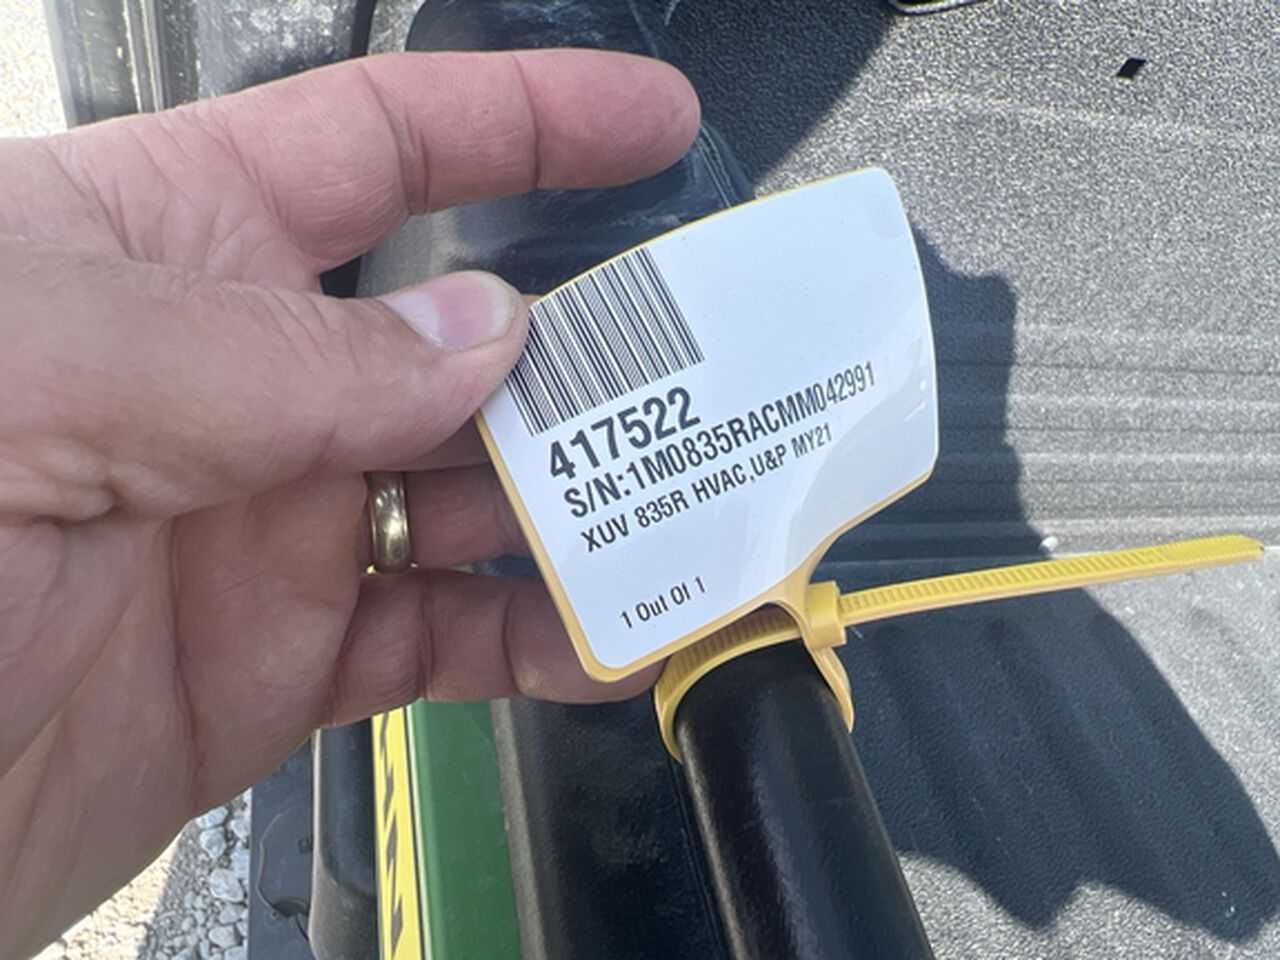 417522
S/N:1M0835RACMM042991
XUV 835R HVAC,U&P MY21
1 Out Of 1